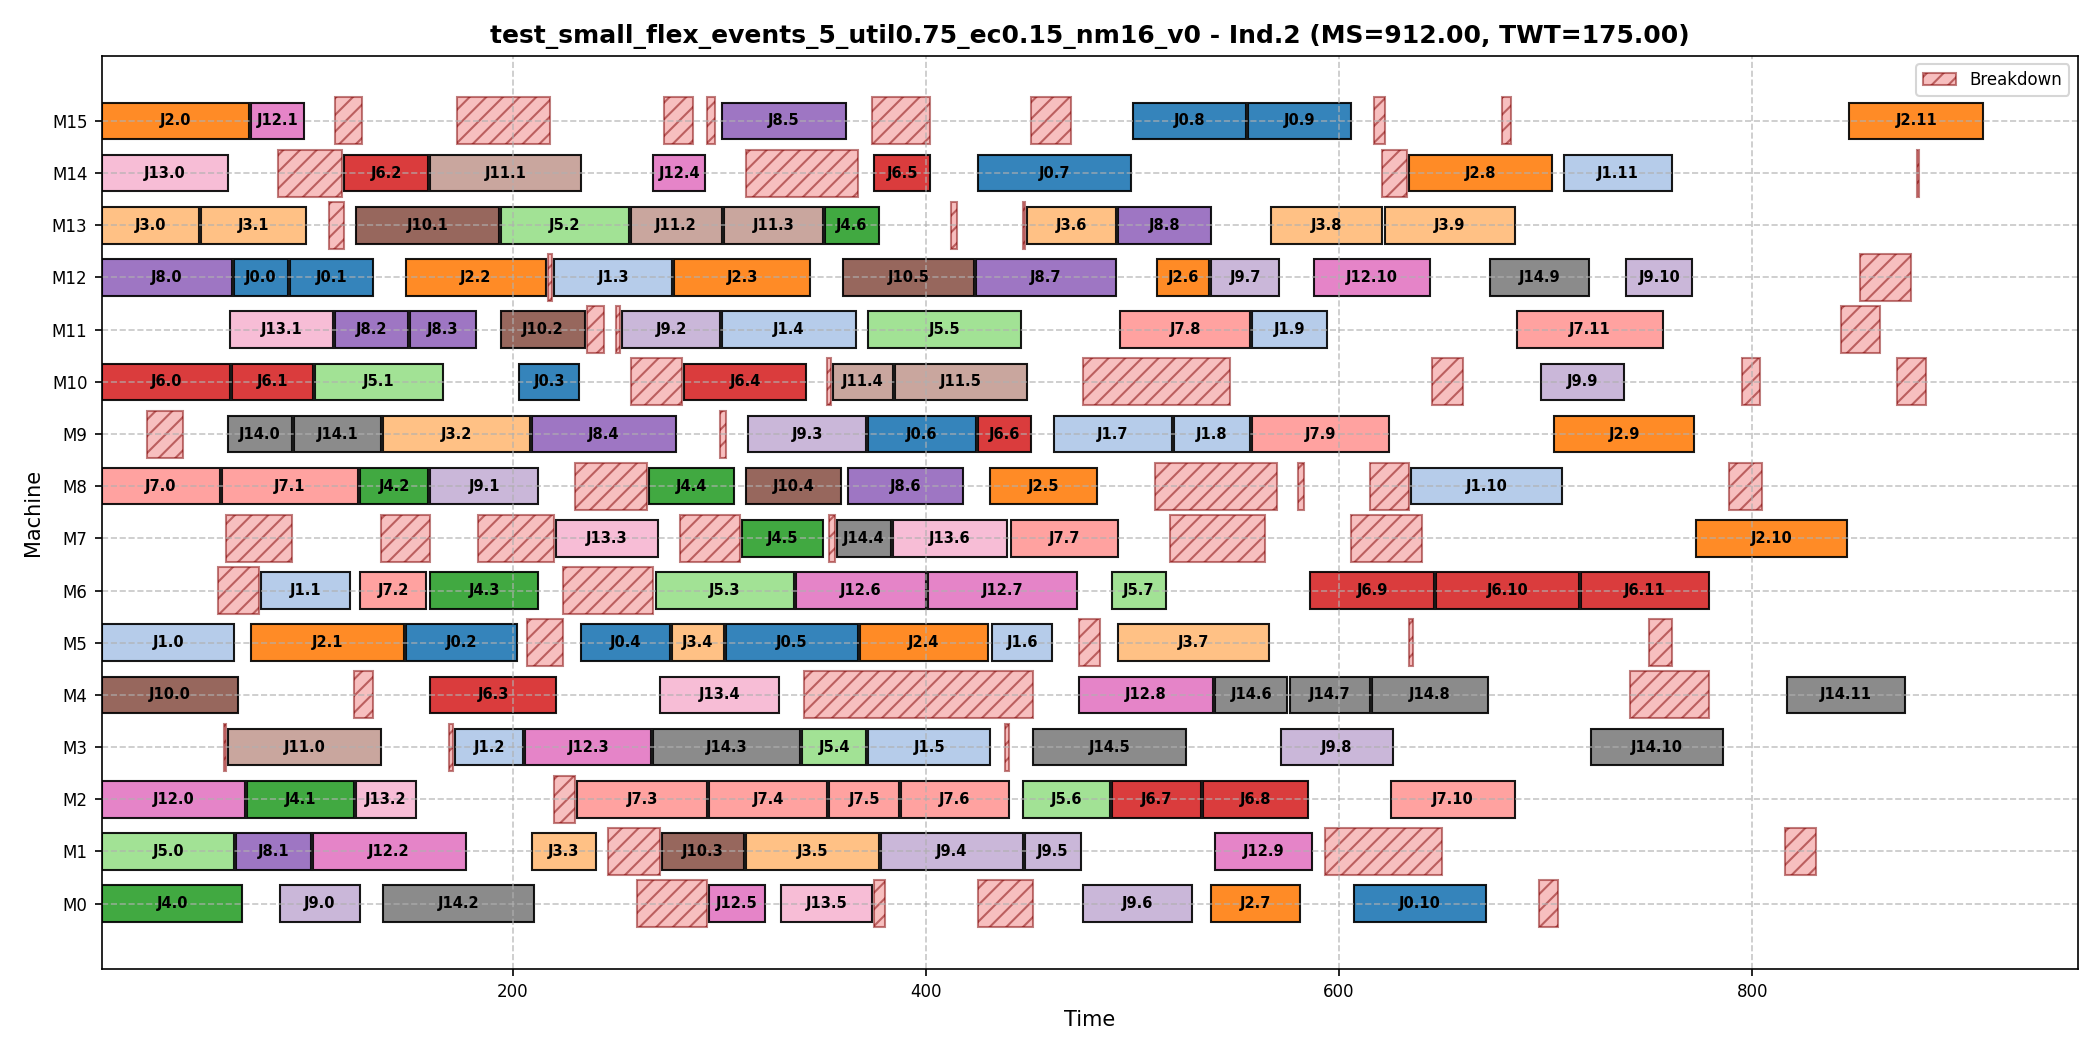 test_small_flex_events_5_util0.75_ec0.15_nm16_v0 - Ind.2 (MS=912.00, TWT=175.00)
Breakdown
M15 J2.0 J12.1 J8.5 J0.8 J0.9 J2.11
M14 J13.0 J6.2 J11.1 J12.4 J6.5 J0.7 J2.8 J1.11
M13 J3.0 J3.1 J10.1 J5.2 J11.2 J11.3 J4.6 J3.6 J8.8 J3.8 J3.9
M12 J8.0 J0.0 J0.1 J2.2 J1.3 J2.3 J10.5 J8.7 J2.6 J9.7 J12.10 J14.9 J9.10
M11 J13.1 J8.2 J8.3 J10.2 J9.2 J1.4 J5.5 J7.8 J1.9 J7.11
M10 J6.0 J6.1 J5.1 J0.3 J6.4 J11.4 J11.5 J9.9
M9 J14.0 J14.1 J3.2 J8.4 J9.3 J0.6 J6.6 J1.7 J1.8 J7.9 J2.9
M8 J7.0 J7.1 J4.2 J9.1 J4.4 J10.4 J8.6 J2.5 J1.10
M7 J13.3 J4.5 J14.4 J13.6 J7.7 J2.10
M6 J1.1 J7.2 J4.3 J5.3 J12.6 J12.7 J5.7 J6.9 J6.10 J6.11
M5 J1.0 J2.1 J0.2 J0.4 J3.4 J0.5 J2.4 J1.6 J3.7
M4 J10.0 J6.3 J13.4 J12.8 J14.6 J14.7 J14.8 J14.11
M3 J11.0 J1.2 J12.3 J14.3 J5.4 J1.5 J14.5 J9.8 J14.10
M2 J12.0 J4.1 J13.2 J7.3 J7.4 J7.5 J7.6 J5.6 J6.7 J6.8 J7.10
M1 J5.0 J8.1 J12.2 J3.3 J10.3 J3.5 J9.4 J9.5 J12.9
M0 J4.0 J9.0 J14.2 J12.5 J13.5 J9.6 J2.7 J0.10
Machine
200 400 600 800
Time